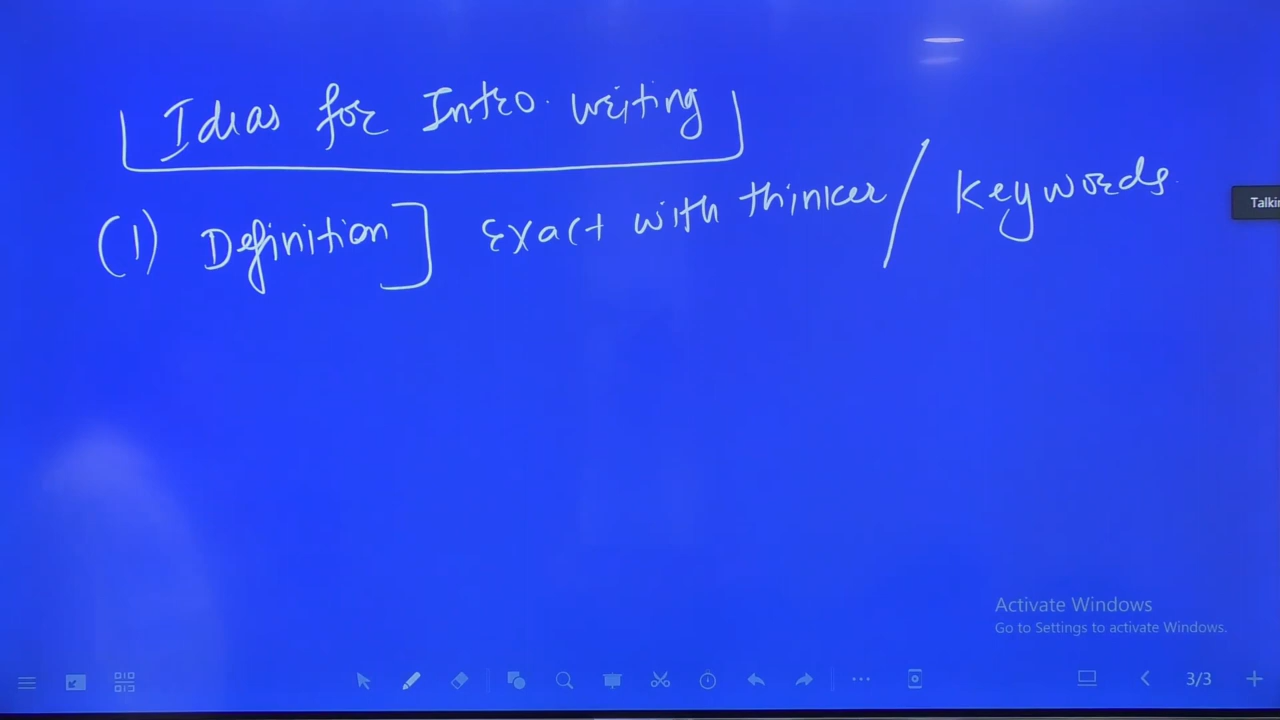 Ideas for Intro. writing
(1) Definition] Exact with thinker / Keywords
Talkin
Activate Windows
Go to Settings to activate Windows.
3/3